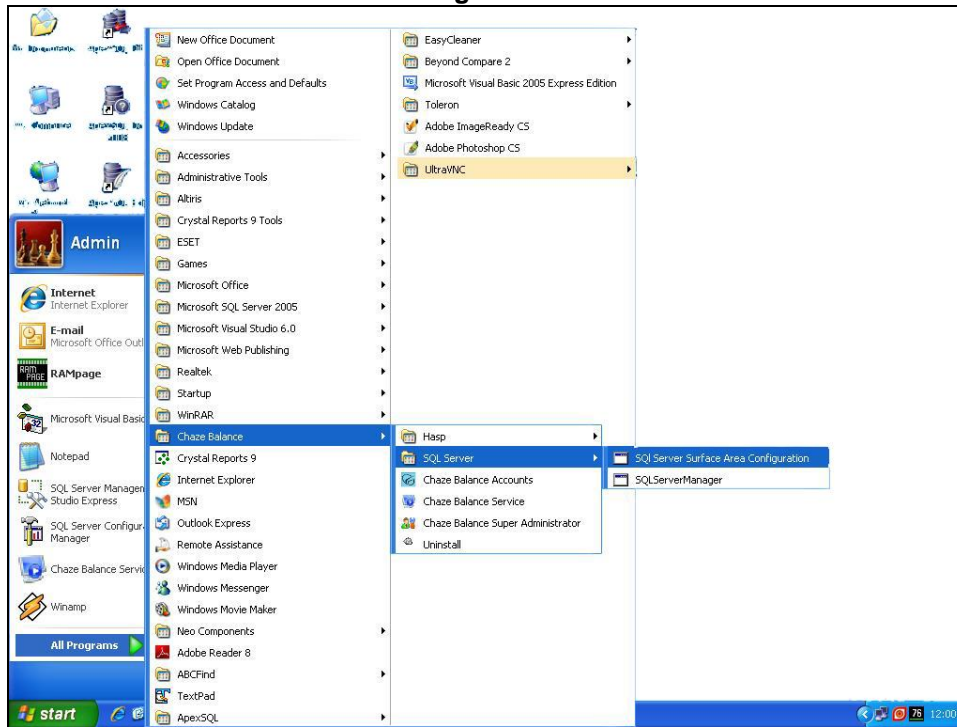 New Office Document
Open Office Document
Set Program Access and Defaults
Windows Catalog
Windows Update
Accessories
Administrative Tools
Altiris
Crystal Reports 9 Tools
ESET
Games
Microsoft Office
Microsoft SQL Server 2005
Microsoft Visual Studio 6.0
Microsoft Web Publishing
Realtek
Startup
WinRAR
Chaze Balance
Crystal Reports 9
Internet Explorer
MSN
Outlook Express
Remote Assistance
Windows Media Player
Windows Messenger
Windows Movie Maker
Neo Components
Adobe Reader 8
ABCFind
TextPad
ApexSQL
EasyCleaner
Beyond Compare 2
Microsoft Visual Basic 2005 Express Edition
Toleron
Adobe ImageReady CS
Adobe Photoshop CS
UltraVNC
Hasp
SQL Server
Chaze Balance Accounts
Chaze Balance Service
Chaze Balance Super Administrator
Uninstall
SQl Server Surface Area Configuration
SQLServerManager
Admin
Internet
Internet Explorer
E-mail
Microsoft Office Outl
RAM PAGE
RAMpage
Microsoft Visual Basic
Notepad
SQL Server Managen
Studio Express
SQL Server Configur
Manager
Chaze Balance Servic
Winamp
All Programs
start
76
12:00